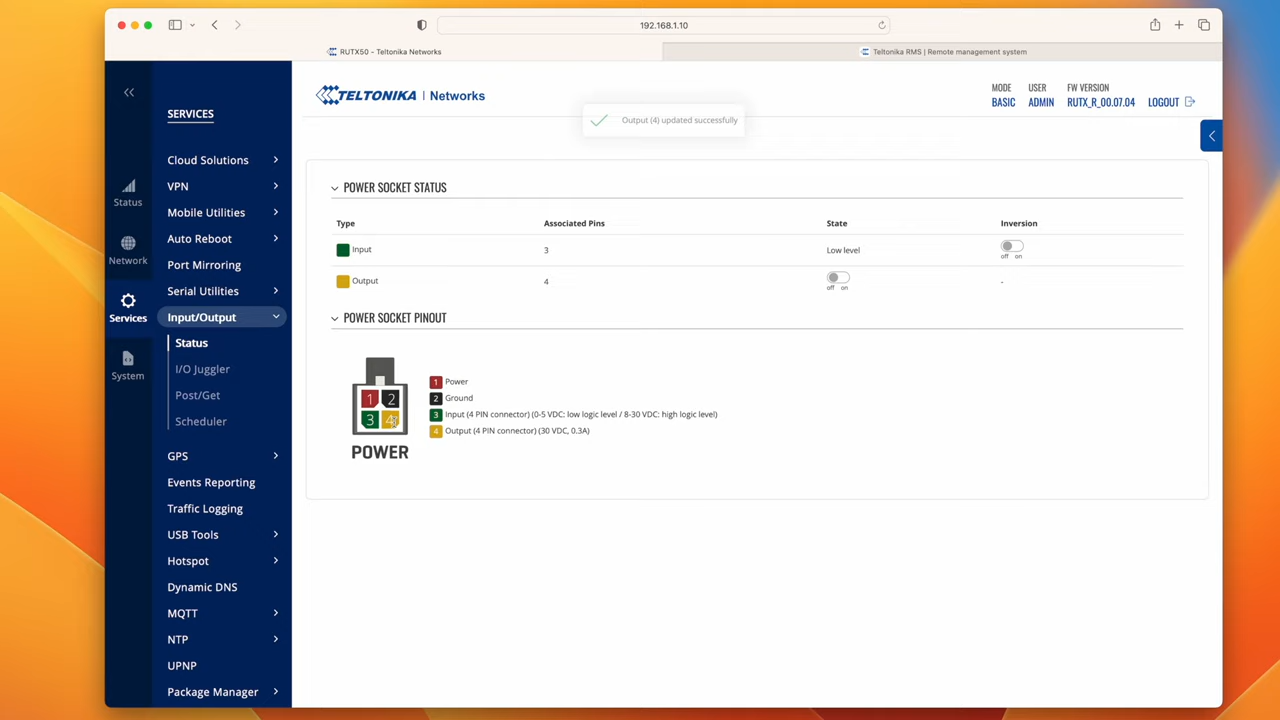 192.168.1.10
RUTX50 - Teltonika Networks
Teltonika RMS | Remote management system
TELTONIKA | Networks
MODE USER FW VERSION
BASIC ADMIN RUTX_R_00.07.04 LOGOUT
Output (4) updated successfully
SERVICES
Cloud Solutions
VPN
Mobile Utilities
Auto Reboot
Port Mirroring
Serial Utilities
Input/Output
Status
I/O Juggler
Post/Get
Scheduler
GPS
Events Reporting
Traffic Logging
USB Tools
Hotspot
Dynamic DNS
MQTT
NTP
UPNP
Package Manager
Status
Network
Services
System
POWER SOCKET STATUS
Type Associated Pins State Inversion
Input 3 Low level off on
Output 4 off on -
POWER SOCKET PINOUT
1 2
3 4
POWER
1 Power
2 Ground
3 Input (4 PIN connector) (0-5 VDC: low logic level / 8-30 VDC: high logic level)
4 Output (4 PIN connector) (30 VDC, 0.3A)